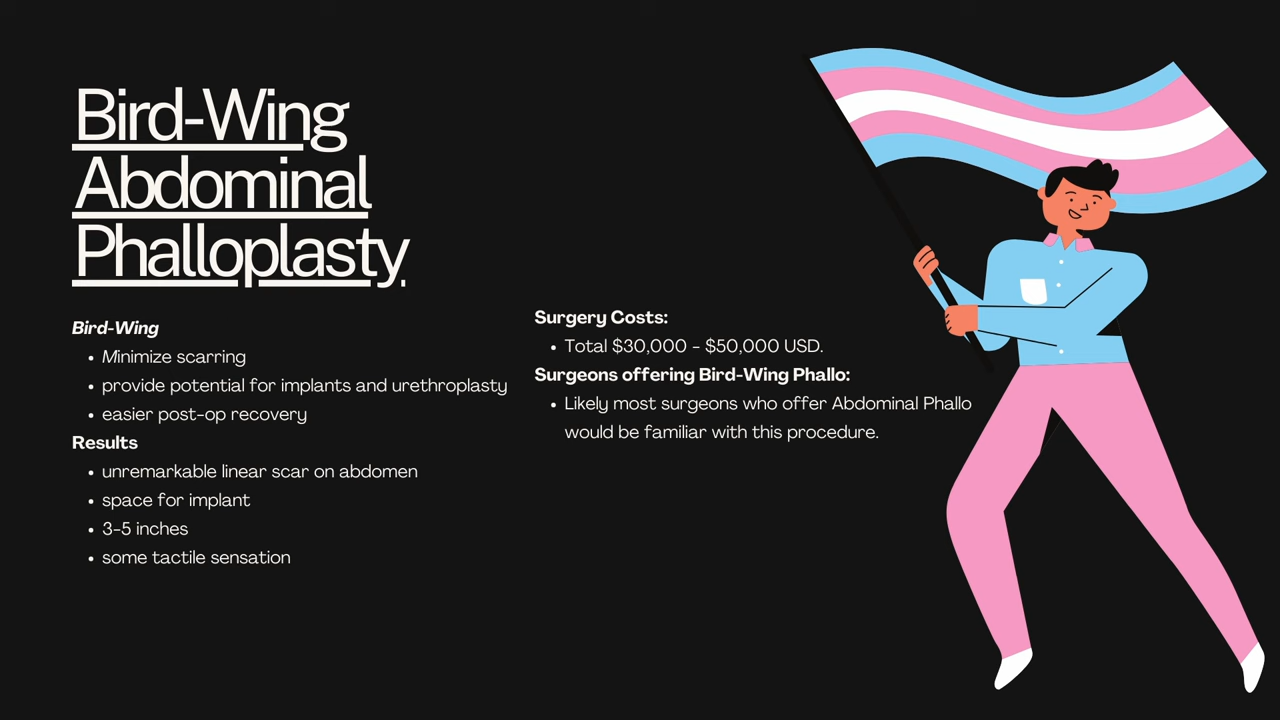 Bird-Wing
Abdominal
Phalloplasty
Bird-Wing
• Minimize scarring
• provide potential for implants and urethroplasty
• easier post-op recovery
Results
• unremarkable linear scar on abdomen
• space for implant
• 3-5 inches
• some tactile sensation
Surgery Costs:
• Total $30,000 - $50,000 USD.
Surgeons offering Bird-Wing Phallo:
• Likely most surgeons who offer Abdominal Phallo
would be familiar with this procedure.